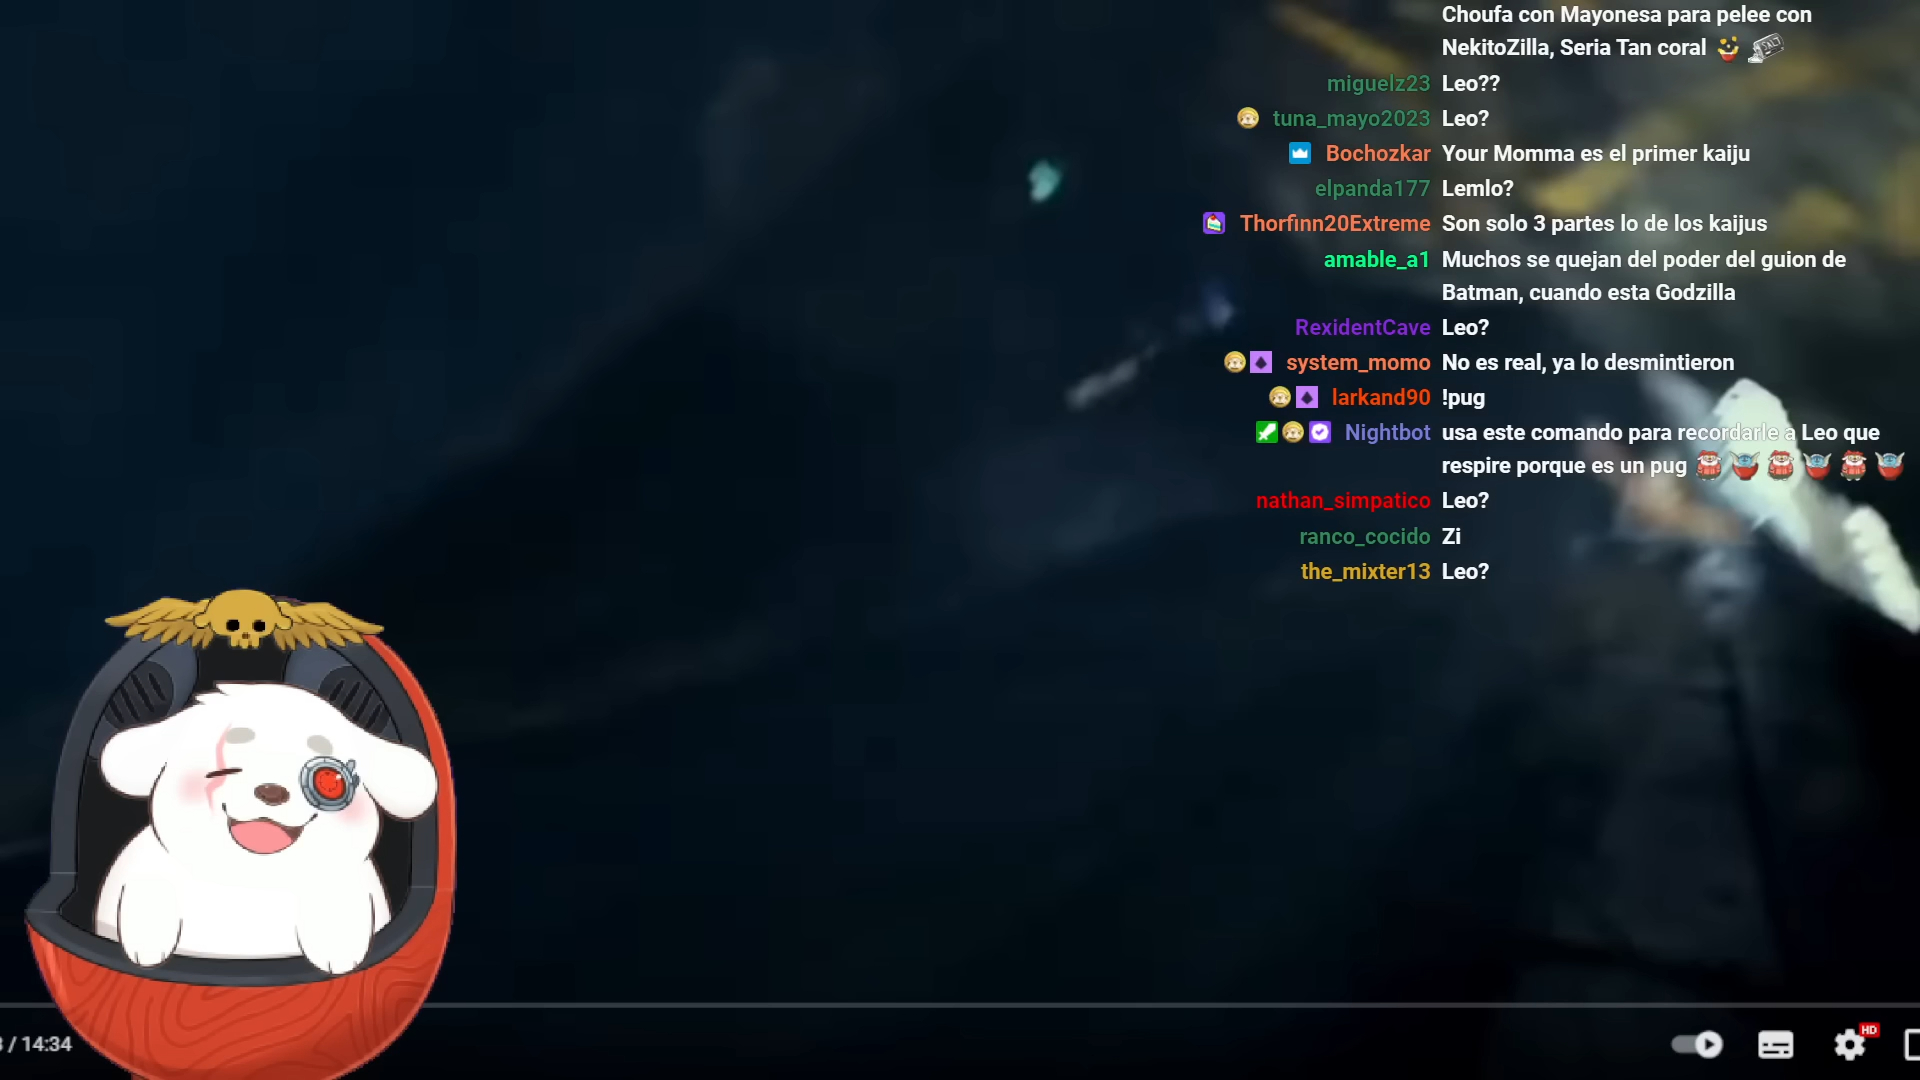 Choufa con Mayonesa para pelee con
NekitoZilla, Seria Tan coral
SALT
miguelz23 Leo??
tuna_mayo2023 Leo?
Bochozkar Your Momma es el primer kaiju
elpanda177 Lemlo?
Thorfinn20Extreme Son solo 3 partes lo de los kaijus
amable_a1 Muchos se quejan del poder del guion de
Batman, cuando esta Godzilla
RexidentCave Leo?
system_momo No es real, ya lo desmintieron
larkand90 !pug
Nightbot usa este comando para recordarle a Leo que
respire porque es un pug
nathan_simpatico Leo?
ranco_cocido Zi
the_mixter13 Leo?
/ 14:34
HD